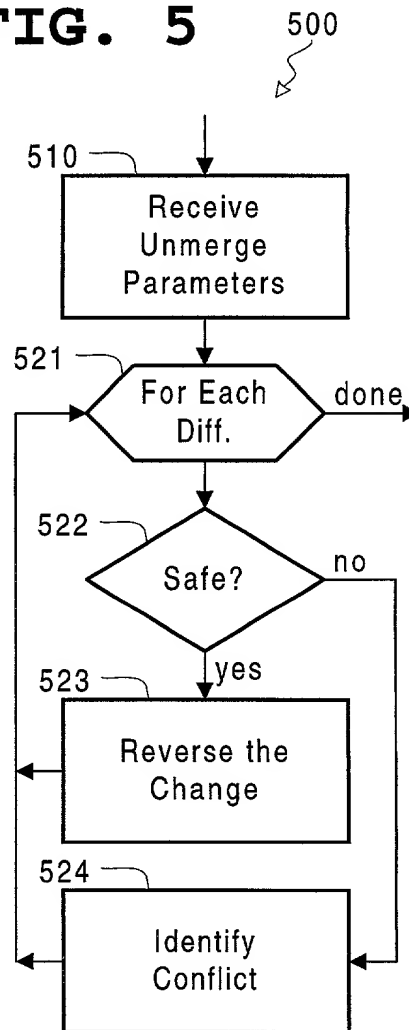 FIG. 5
500
510
Receive
Unmerge
Parameters
521
For Each
Diff.
done
522
Safe?
no
yes
523
Reverse the
Change
524
Identify
Conflict